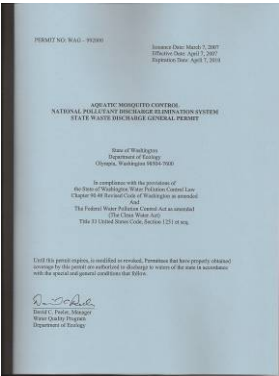 PERMIT NO. WAG - 992000
Issuance Date: March 7, 2007
Effective Date: April 7, 2007
Expiration Date: April 7, 2010
AQUATIC MOSQUITO CONTROL
NATIONAL POLLUTANT DISCHARGE ELIMINATION SYSTEM
STATE WASTE DISCHARGE GENERAL PERMIT
State of Washington
Department of Ecology
Olympia, Washington 98504-7600
In compliance with the provisions of
the State of Washington Water Pollution Control Law
Chapter 90.48 Revised Code of Washington as amended
And
The Federal Water Pollution Control Act as amended
(The Clean Water Act)
Title 33 United States Code, Section 1251 et seq.
Until this permit expires, is modified or revoked, Permittees that have properly obtained
coverage by this permit are authorized to discharge to waters of the state in accordance
with the special and general conditions that follow.
David C. Peeler, Manager
Water Quality Program
Department of Ecology